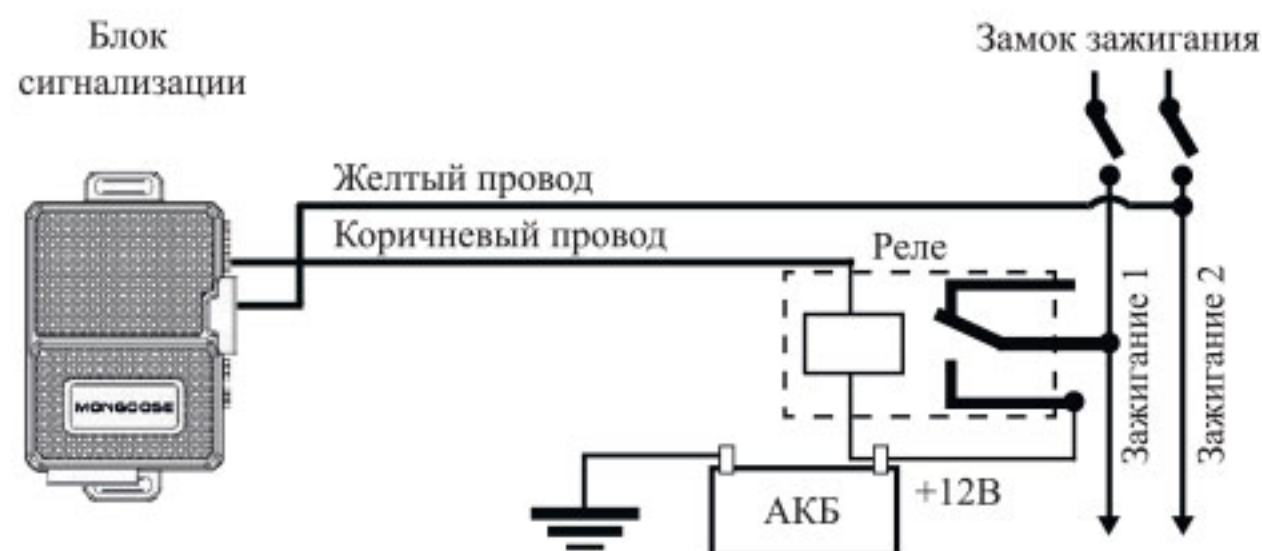 Блок
сигнализации
Замок зажигания
Желтый провод
Коричневый провод
Реле
Зажигание 1
Зажигание 2
MONGOOSE
АКБ
+12В